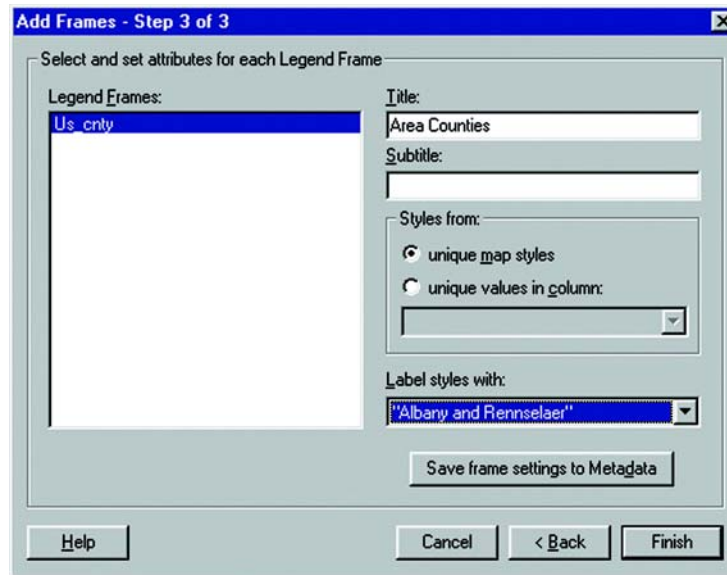 Add Frames - Step 3 of 3
Select and set attributes for each Legend Frame
Legend Frames:
Us_cnty
Title:
Area Counties
Subtitle:
Styles from:
unique map styles
unique values in column:
Label styles with:
"Albany and Rennselaer"
Save frame settings to Metadata
Help
Cancel
< Back
Finish